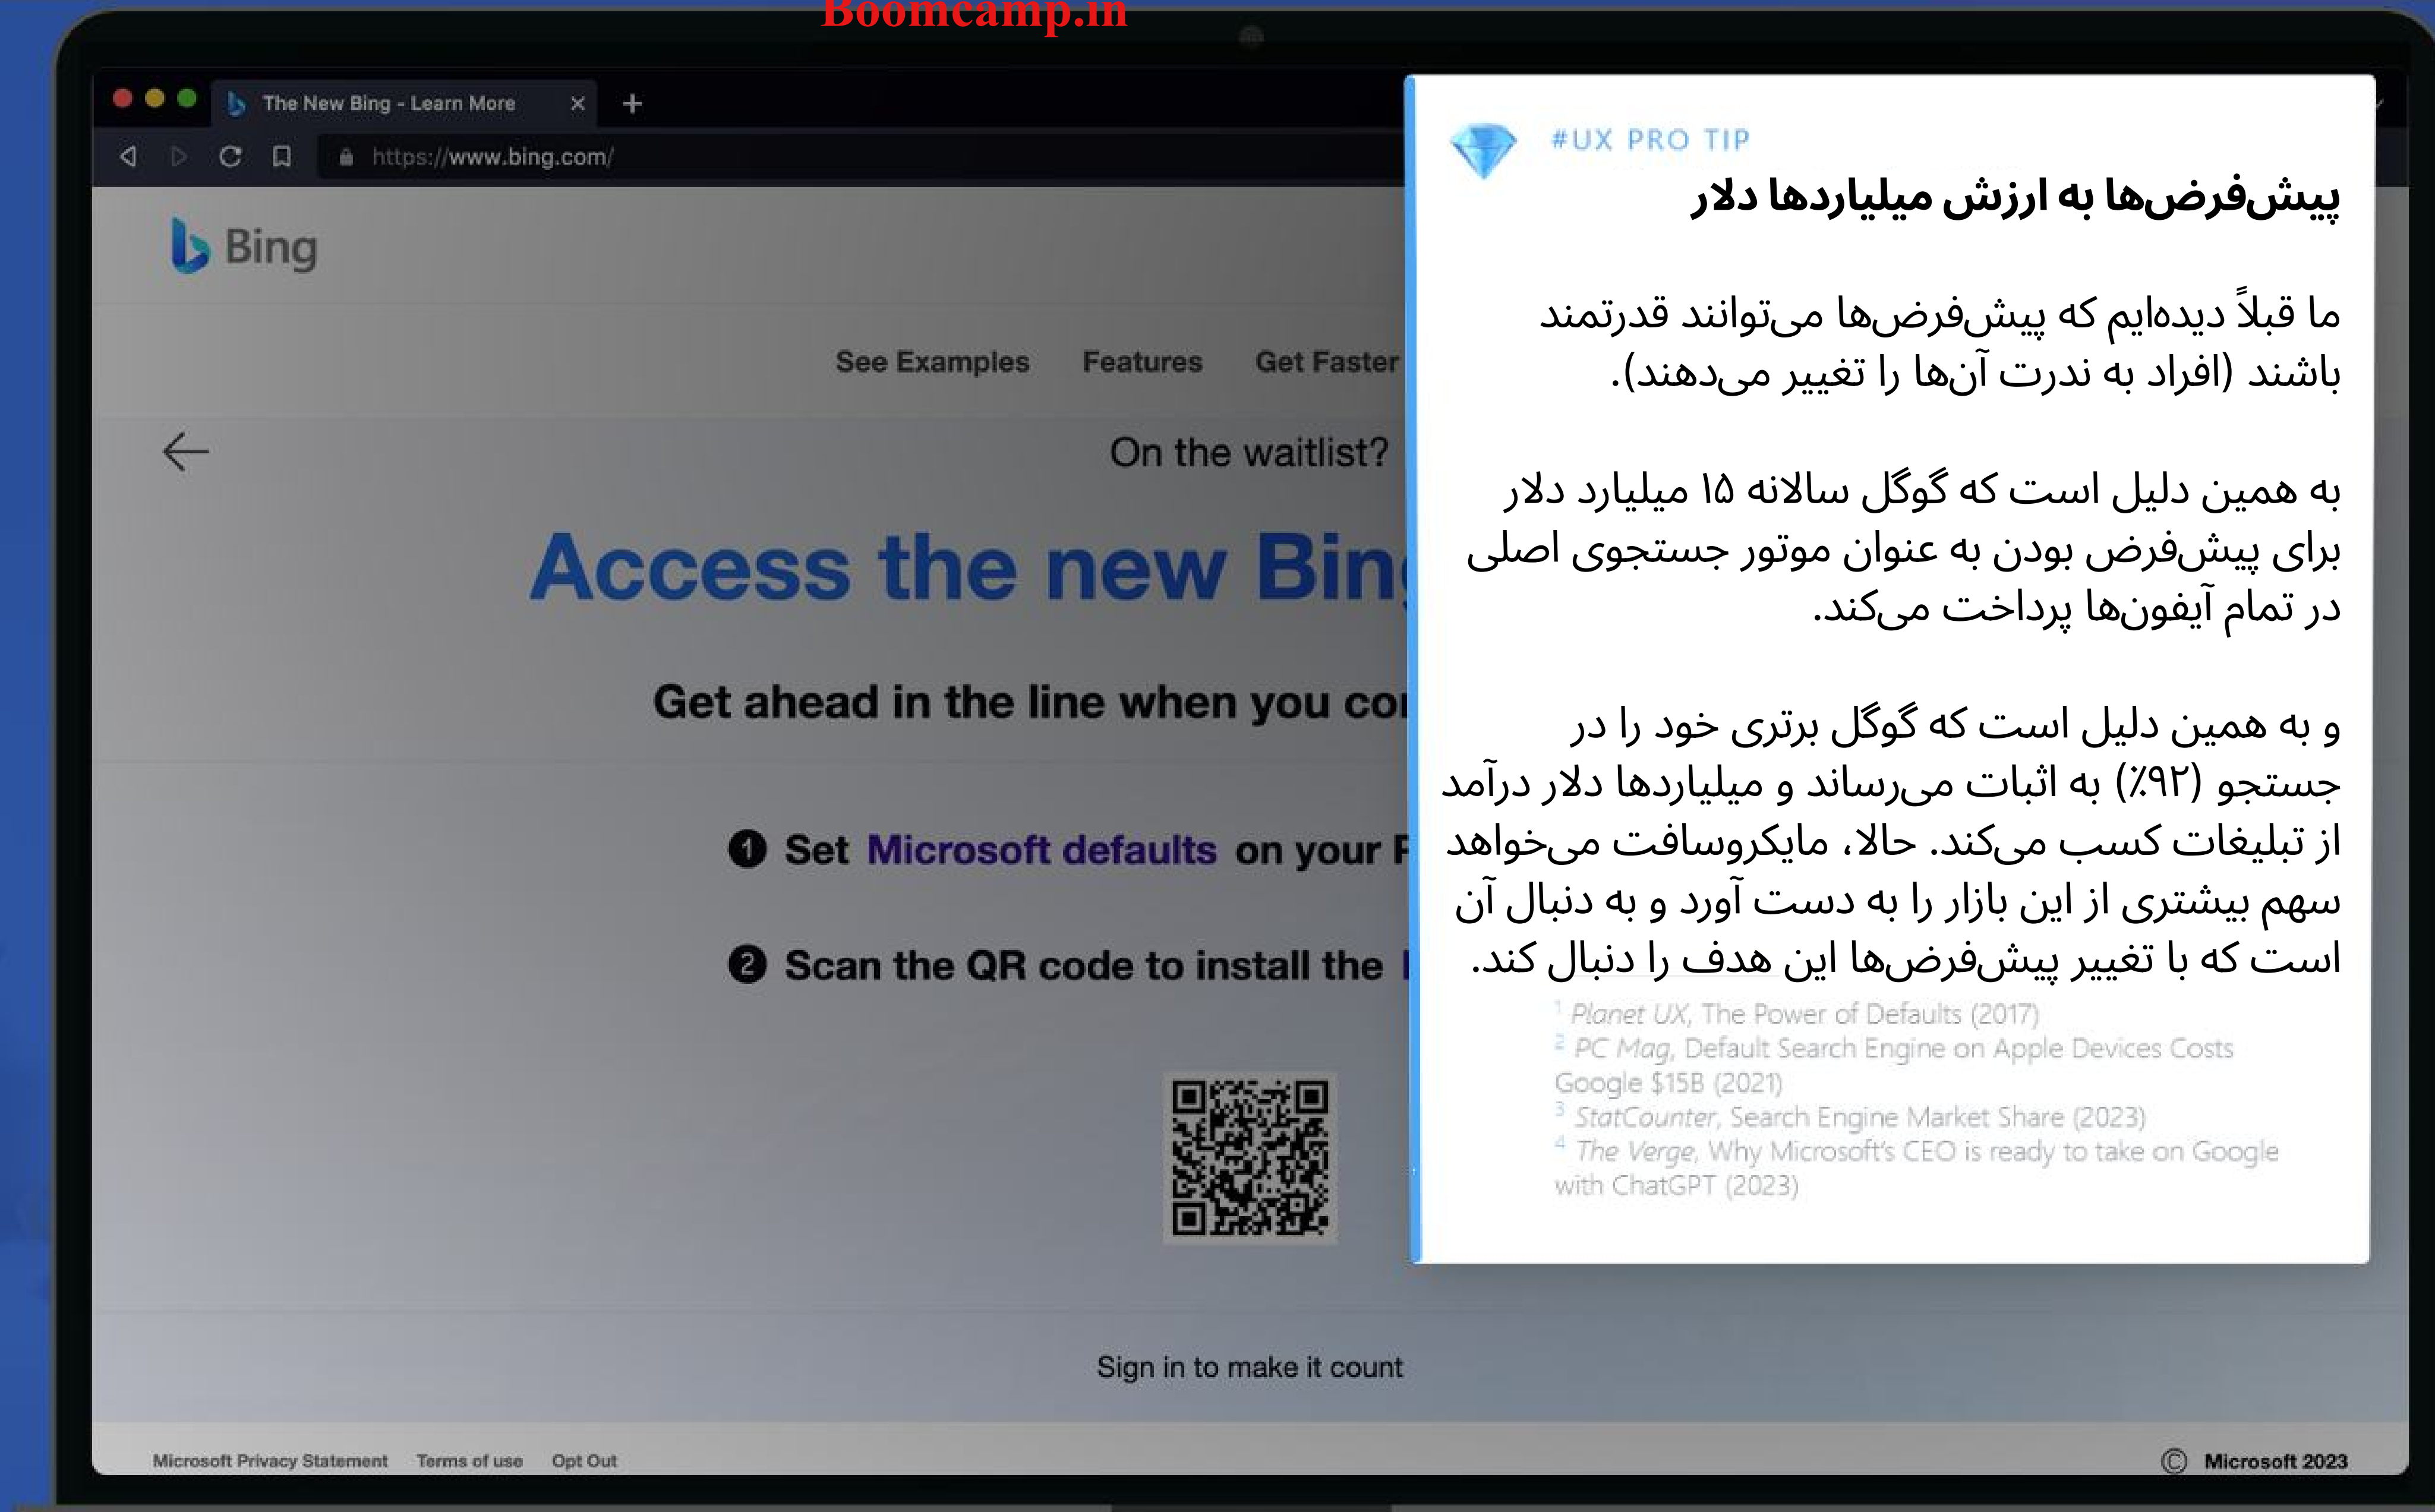 Boomcamp.in
The New Bing - Learn More
https://www.bing.com/
Bing
See Examples Features Get Faster
On the waitlist?
Access the new Bing
Get ahead in the line when you
1 Set Microsoft defaults on your
2 Scan the QR code to install the
Sign in to make it count
Microsoft Privacy Statement Terms of use Opt Out
© Microsoft 2023
#UX PRO TIP
پیش‌فرض‌ها به ارزش میلیاردها دلار
ما قبلاً دیده‌ایم که پیش‌فرض‌ها می‌توانند قدرتمند
باشند (افراد به ندرت آن‌ها را تغییر می‌دهند).
به همین دلیل است که گوگل سالانه ۱۵ میلیارد دلار
برای پیش‌فرض بودن به عنوان موتور جستجوی اصلی
در تمام آیفون‌ها پرداخت می‌کند.
و به همین دلیل است که گوگل برتری خود را در
جستجو (۹۲٪) به اثبات می‌رساند و میلیاردها دلار درآمد
از تبلیغات کسب می‌کند. حالا، مایکروسافت می‌خواهد
سهم بیشتری از این بازار را به دست آورد و به دنبال آن
است که با تغییر پیش‌فرض‌ها این هدف را دنبال کند.
1 Planet UX, The Power of Defaults (2017)
2 PC Mag, Default Search Engine on Apple Devices Costs
Google $15B (2021)
3 StatCounter, Search Engine Market Share (2023)
4 The Verge, Why Microsoft's CEO is ready to take on Google
with ChatGPT (2023)